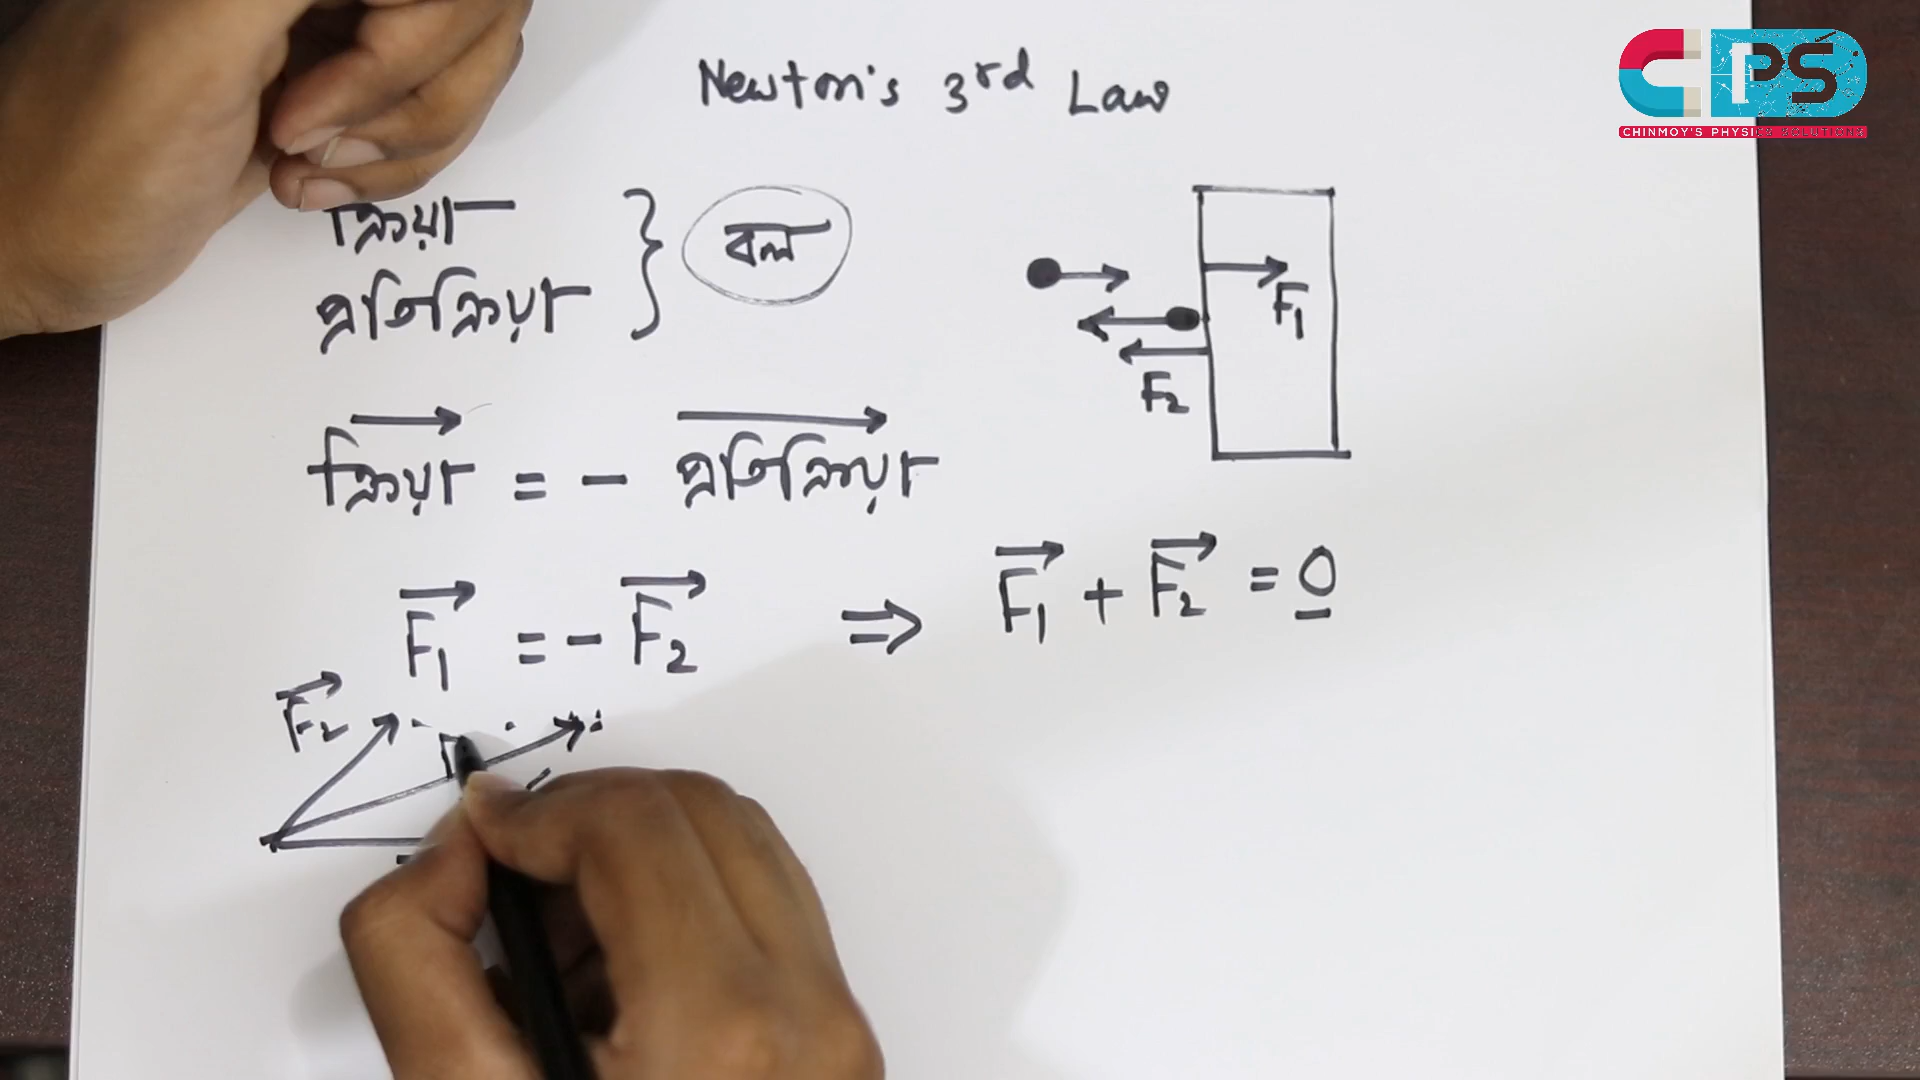 Newton's 3rd Law
CPS
CHINMOY'S PHYSICS SOLUTIONS
ক্রিয়া
প্রতিক্রিয়া
} বল
F₁
F₂
ক্রিয়া = - প্রতিক্রিয়া
F₁ = - F₂ ⇒ F₁ + F₂ = 0
F₂